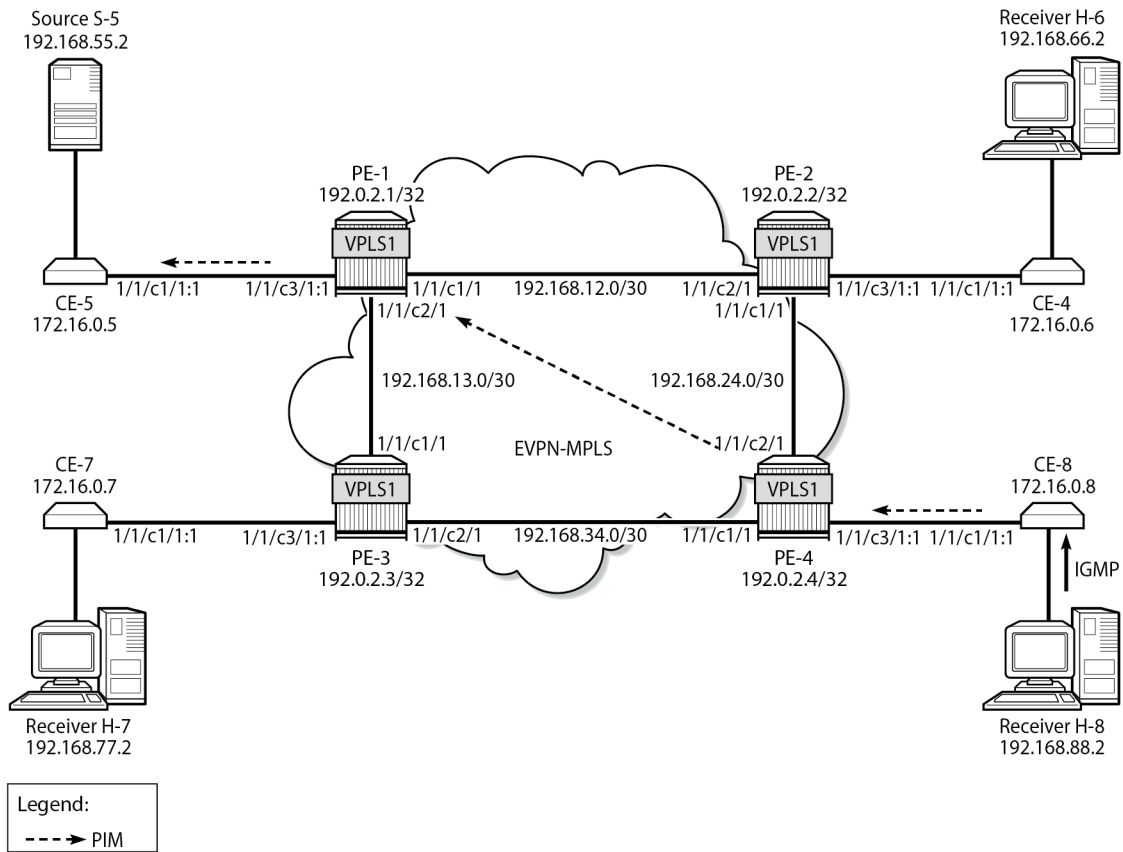 Source S-5
192.168.55.2
Receiver H-6
192.168.66.2
PE-1
192.0.2.1/32
PE-2
192.0.2.2/32
VPLS1
VPLS1
1/1/c1/1:1
1/1/c3/1:1
1/1/c1/1
192.168.12.0/30
1/1/c2/1
1/1/c3/1:1
1/1/c1/1:1
CE-5
172.16.0.5
1/1/c2/1
1/1/c1/1
CE-4
172.16.0.6
192.168.13.0/30
192.168.24.0/30
1/1/c1/1
EVPN-MPLS
1/1/c2/1
CE-7
172.16.0.7
VPLS1
VPLS1
CE-8
172.16.0.8
1/1/c1/1:1
1/1/c3/1:1
1/1/c2/1
192.168.34.0/30
1/1/c1/1
1/1/c3/1:1
1/1/c1/1:1
PE-3
192.0.2.3/32
PE-4
192.0.2.4/32
IGMP
Receiver H-7
192.168.77.2
Receiver H-8
192.168.88.2
Legend:
PIM